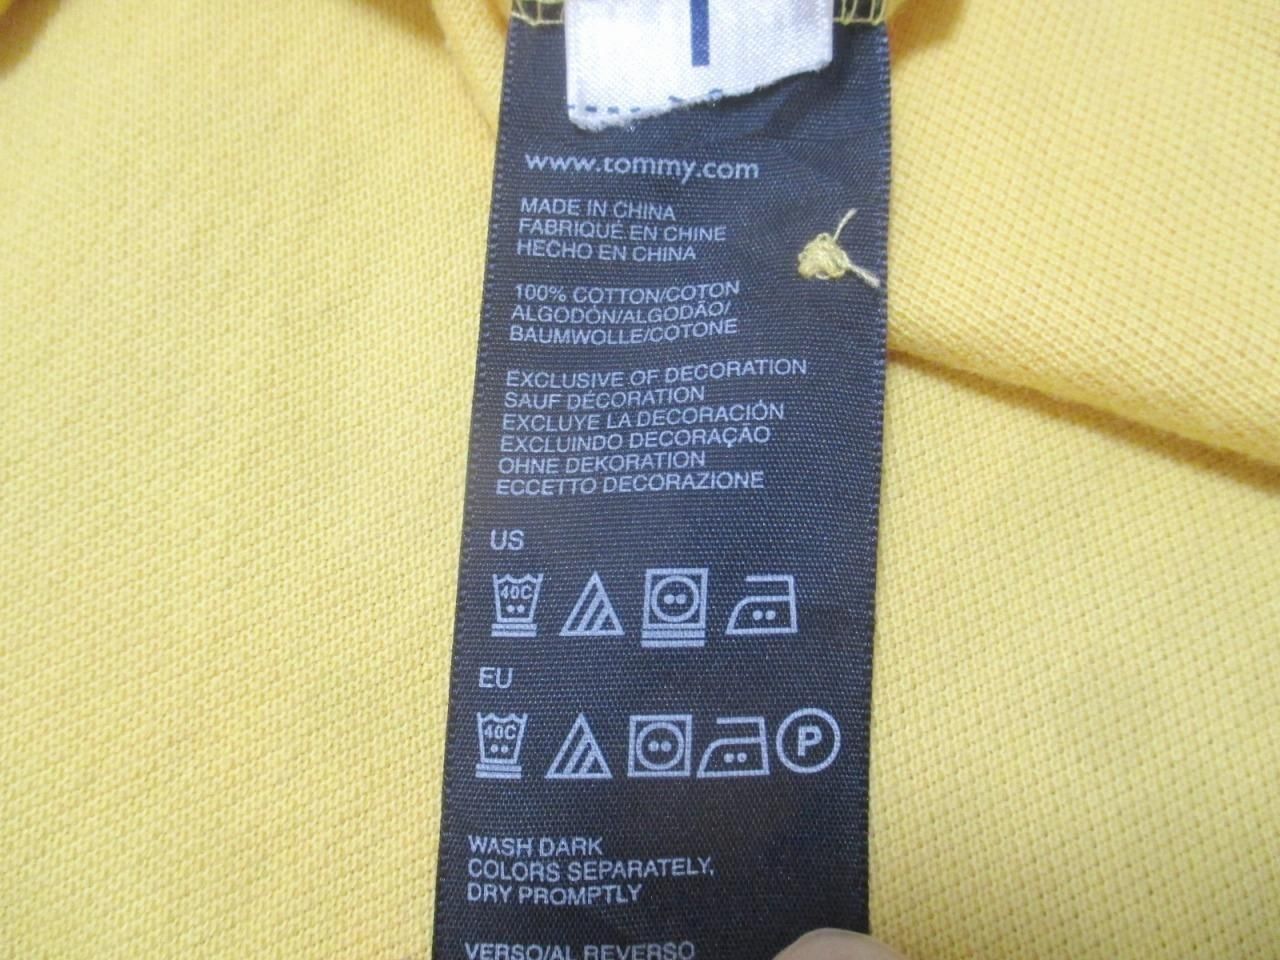 www.tommy.com
MADE IN CHINA
FABRIQUÉ EN CHINE
HECHO EN CHINA
100% COTTON/COTON
ALGODÓN/ALGODÃO/
BAUMWOLLE/COTONE
EXCLUSIVE OF DECORATION
SAUF DÉCORATION
EXCLUYE LA DECORACIÓN
EXCLUINDO DECORAÇAO
OHNE DEKORATION
ECCETTO DECORAZIONE
US
40C
EU
40C P
WASH DARK
COLORS SEPARATELY,
DRY PROMPTLY
VERSO/AL REVERSO